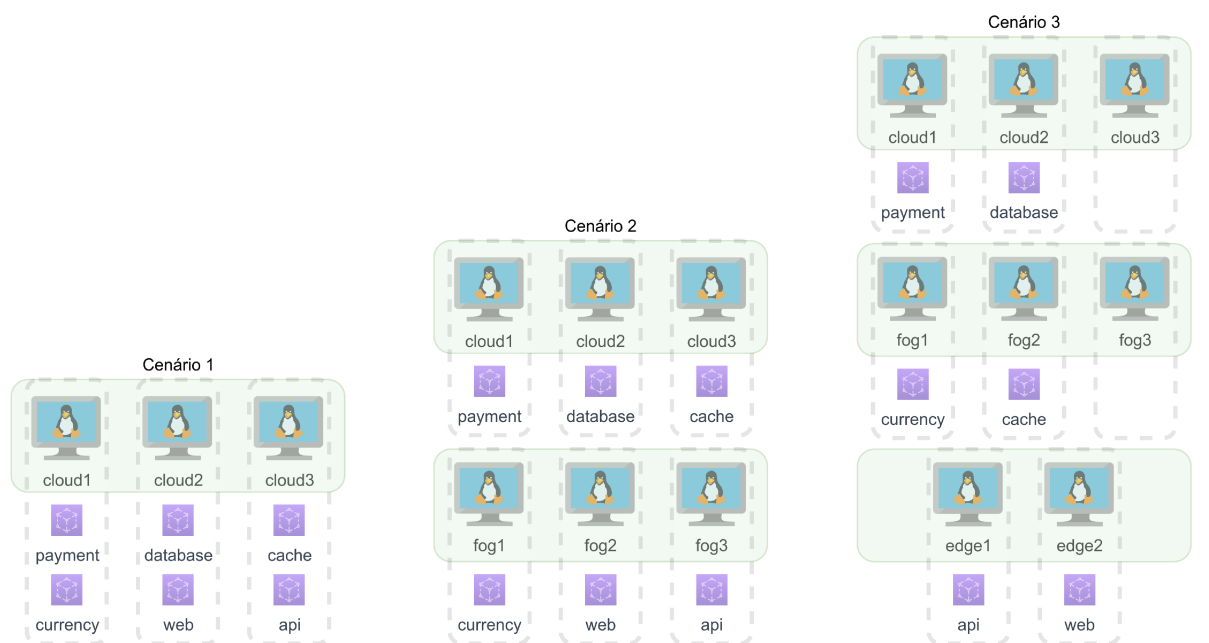 Cenário 1
cloud1 cloud2 cloud3
payment database cache
currency web api
Cenário 2
cloud1 cloud2 cloud3
payment database cache
fog1 fog2 fog3
currency web api
Cenário 3
cloud1 cloud2 cloud3
payment database
fog1 fog2 fog3
currency cache
edge1 edge2
api web